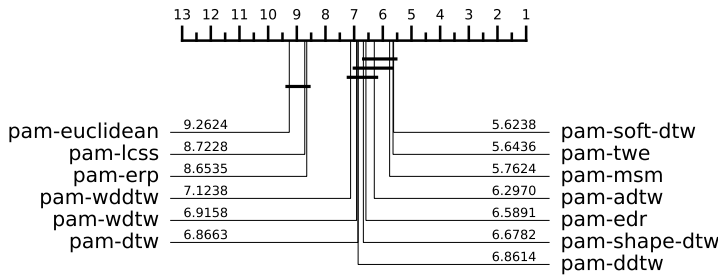 13 12 11 10 9 8 7 6 5 4 3 2 1
pam-euclidean 9.2624 5.6238 pam-soft-dtw
pam-lcss 8.7228 5.6436 pam-twe
pam-erp 8.6535 5.7624 pam-msm
pam-wddtw 7.1238 6.2970 pam-adtw
pam-wdtw 6.9158 6.5891 pam-edr
pam-dtw 6.8663 6.6782 pam-shape-dtw
6.8614 pam-ddtw